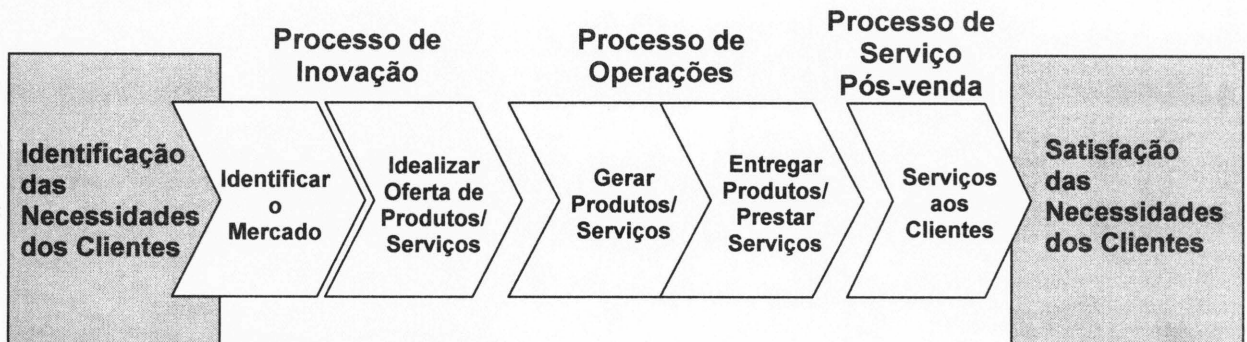 Processo de
Inovação
Processo de
Operações
Processo de
Serviço
Pós-venda
Identificação
das
Necessidades
dos Clientes
Identificar
o
Mercado
Idealizar
Oferta de
Produtos/
Serviços
Gerar
Produtos/
Serviços
Entregar
Produtos/
Prestar
Serviços
Serviços
aos
Clientes
Satisfação
das
Necessidades
dos Clientes